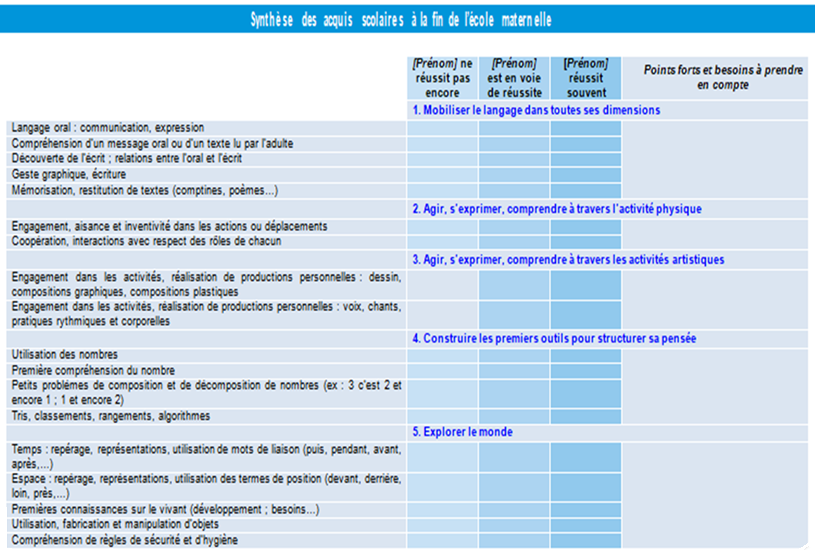 Synthèse des acquis scolaires à la fin de l'école maternelle
[Prénom] ne réussit pas encore
[Prénom] est en voie de réussite
[Prénom] réussit souvent
Points forts et besoins à prendre en compte
1. Mobiliser le langage dans toutes ses dimensions
Langage oral : communication, expression
Compréhension d'un message oral ou d'un texte lu par l'adulte
Découverte de l'écrit ; relations entre l'oral et l'écrit
Geste graphique, écriture
Mémorisation, restitution de textes (comptines, poèmes...)
2. Agir, s'exprimer, comprendre à travers l'activité physique
Engagement, aisance et inventivité dans les actions ou déplacements
Coopération, interactions avec respect des rôles de chacun
3. Agir, s'exprimer, comprendre à travers les activités artistiques
Engagement dans les activités, réalisation de productions personnelles : dessin,
compositions graphiques, compositions plastiques
Engagement dans les activités, réalisation de productions personnelles : voix, chants,
pratiques rythmiques et corporelles
4. Construire les premiers outils pour structurer sa pensée
Utilisation des nombres
Première compréhension du nombre
Petits problèmes de composition et de décomposition de nombres (ex : 3 c'est 2 et
encore 1 ; 1 et encore 2)
Tris, classements, rangements, algorithmes
5. Explorer le monde
Temps : repérage, représentations, utilisation de mots de liaison (puis, pendant, avant,
après,...)
Espace : repérage, représentations, utilisation des termes de position (devant, derrière,
loin, près,...)
Premières connaissances sur le vivant (développement ; besoins...)
Utilisation, fabrication et manipulation d'objets
Compréhension de règles de sécurité et d'hygiène